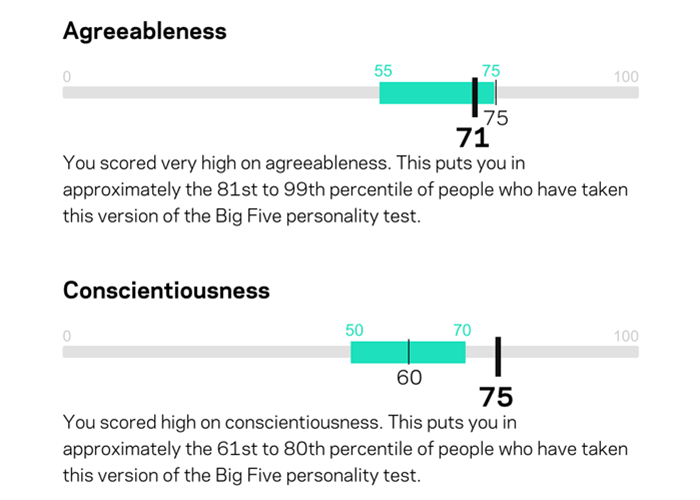 Agreeableness
0 55 75 100
75
71
You scored very high on agreeableness. This puts you in
approximately the 81st to 99th percentile of people who have taken
this version of the Big Five personality test.
Conscientiousness
0 50 70 100
60
75
You scored high on conscientiousness. This puts you in
approximately the 61st to 80th percentile of people who have taken
this version of the Big Five personality test.